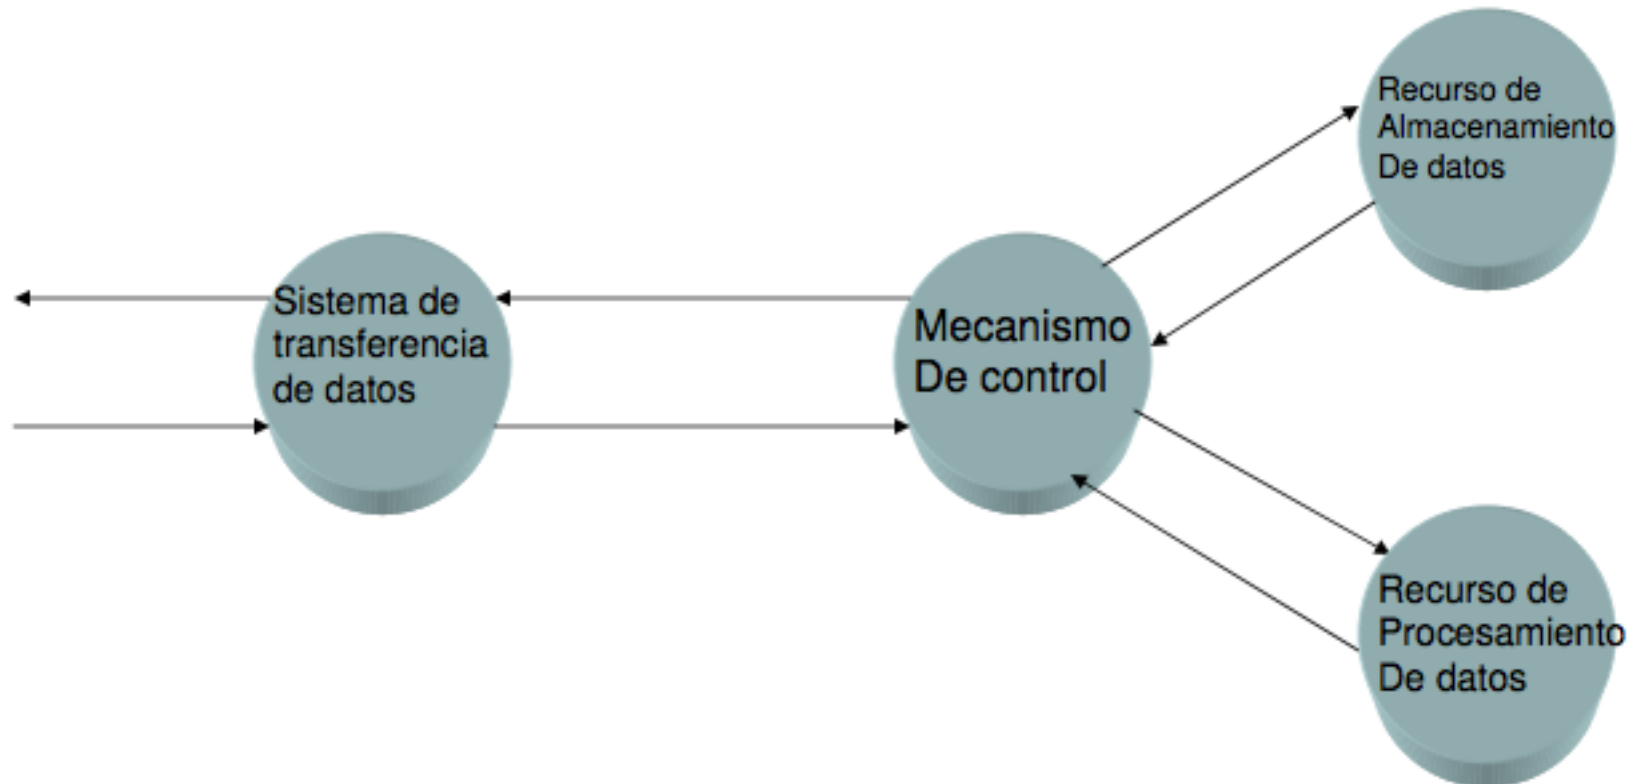 Recurso de
Almacenamiento
De datos
Sistema de
transferencia
de datos
Mecanismo
De control
Recurso de
Procesamiento
De datos